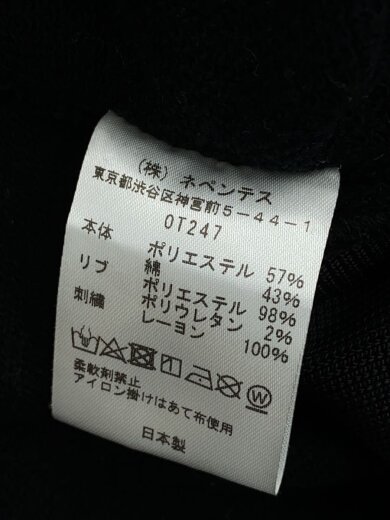 (株) ネペンテス
東京都渋谷区神宮前5-44-1
OT247
本体 ポリエステル 57%
綿 43%
リブ ポリエステル 98%
ポリウレタン 2%
刺繍 レーヨン 100%
W
柔軟剤禁止
アイロン掛けはあて布使用
日本製